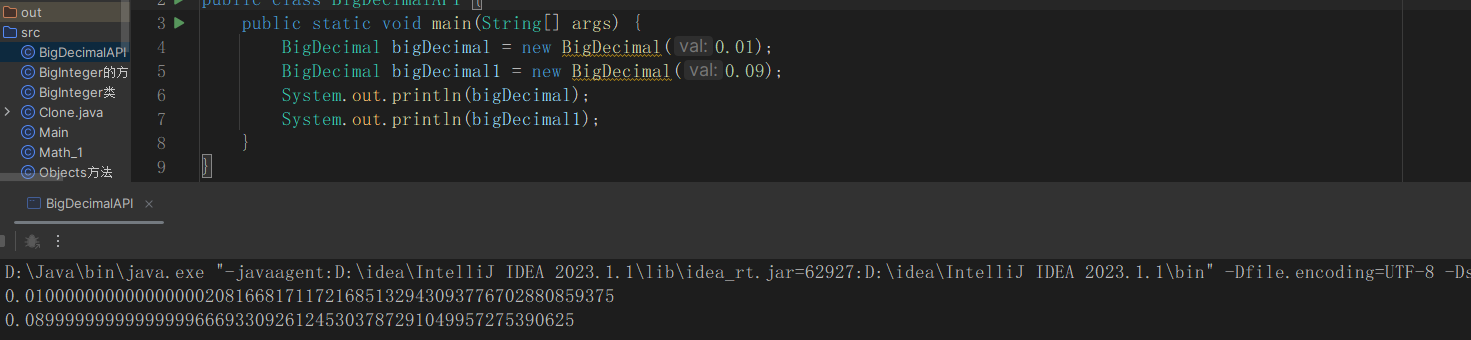 out
src
BigDecimalAPI
BigInteger的方
BigInteger类
Clone.java
Main
Math_1
Objects方法
2 public class BigDecimalAPI {
3 public static void main(String[] args) {
4 BigDecimal bigDecimal = new BigDecimal( val: 0.01);
5 BigDecimal bigDecimal1 = new BigDecimal( val: 0.09);
6 System.out.println(bigDecimal);
7 System.out.println(bigDecimal1);
8 }
9 }
BigDecimalAPI
D:\Java\bin\java.exe "-javaagent:D:\idea\IntelliJ IDEA 2023.1.1\lib\idea_rt.jar=62927:D:\idea\IntelliJ IDEA 2023.1.1\bin" -Dfile.encoding=UTF-8 -Ds
0.01000000000000000020816681711721685132943093776702880859375
0.0899999999999999966693309261245303787291049957275390625